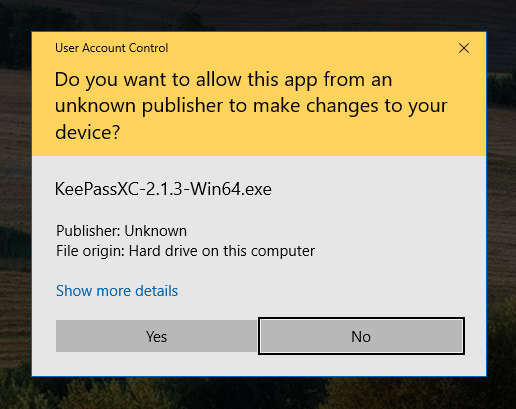 User Account Control
Do you want to allow this app from an
unknown publisher to make changes to your
device?
KeePassXC-2.1.3-Win64.exe
Publisher: Unknown
File origin: Hard drive on this computer
Show more details
Yes
No